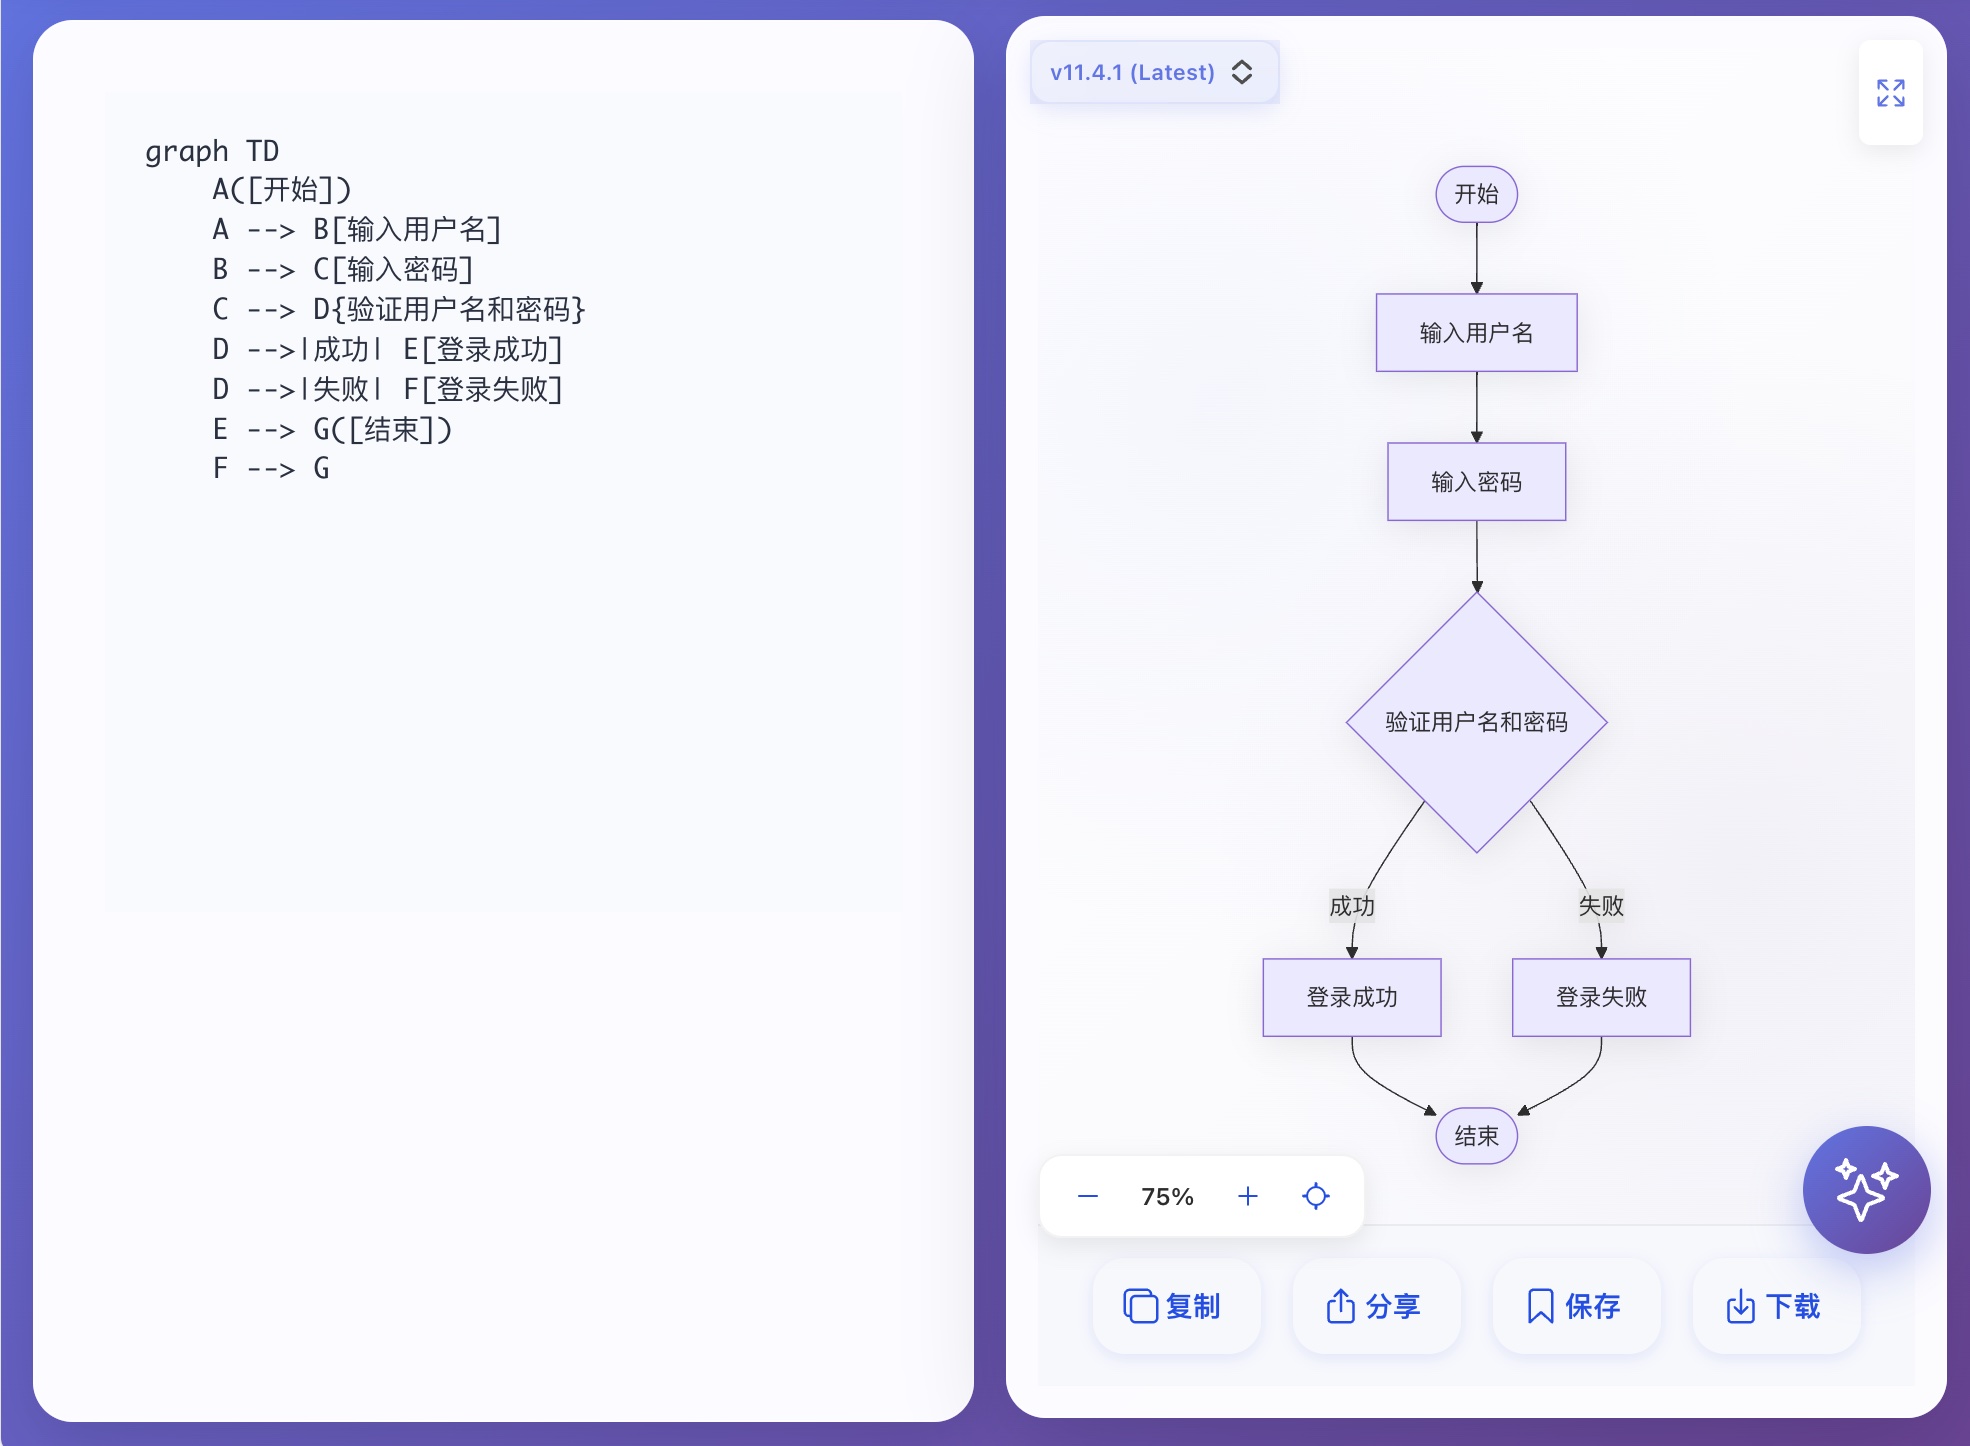 graph TD
A([开始])
A --> B[输入用户名]
B --> C[输入密码]
C --> D{验证用户名和密码}
D -->|成功| E[登录成功]
D -->|失败| F[登录失败]
E --> G([结束])
F --> G
v11.4.1 (Latest)
开始
输入用户名
输入密码
验证用户名和密码
成功 失败
登录成功 登录失败
结束
75%
复制 分享 保存 下载